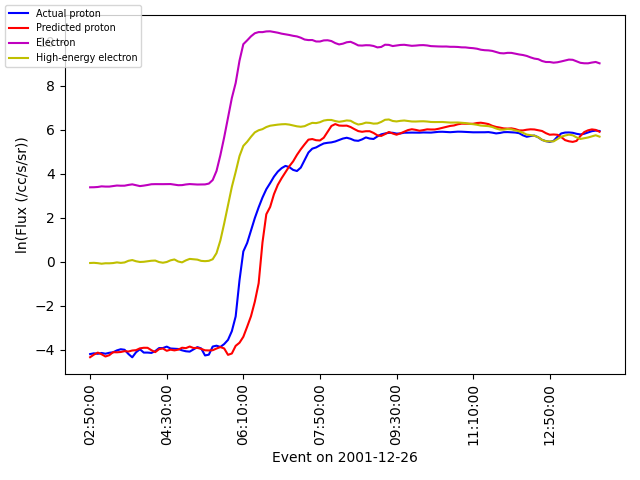 Actual proton
Predicted proton
Electron
High-energy electron
ln(Flux (/cc/s/sr))
8
6
4
2
0
−2
−4
02:50:00
04:30:00
06:10:00
07:50:00
09:30:00
11:10:00
12:50:00
Event on 2001-12-26